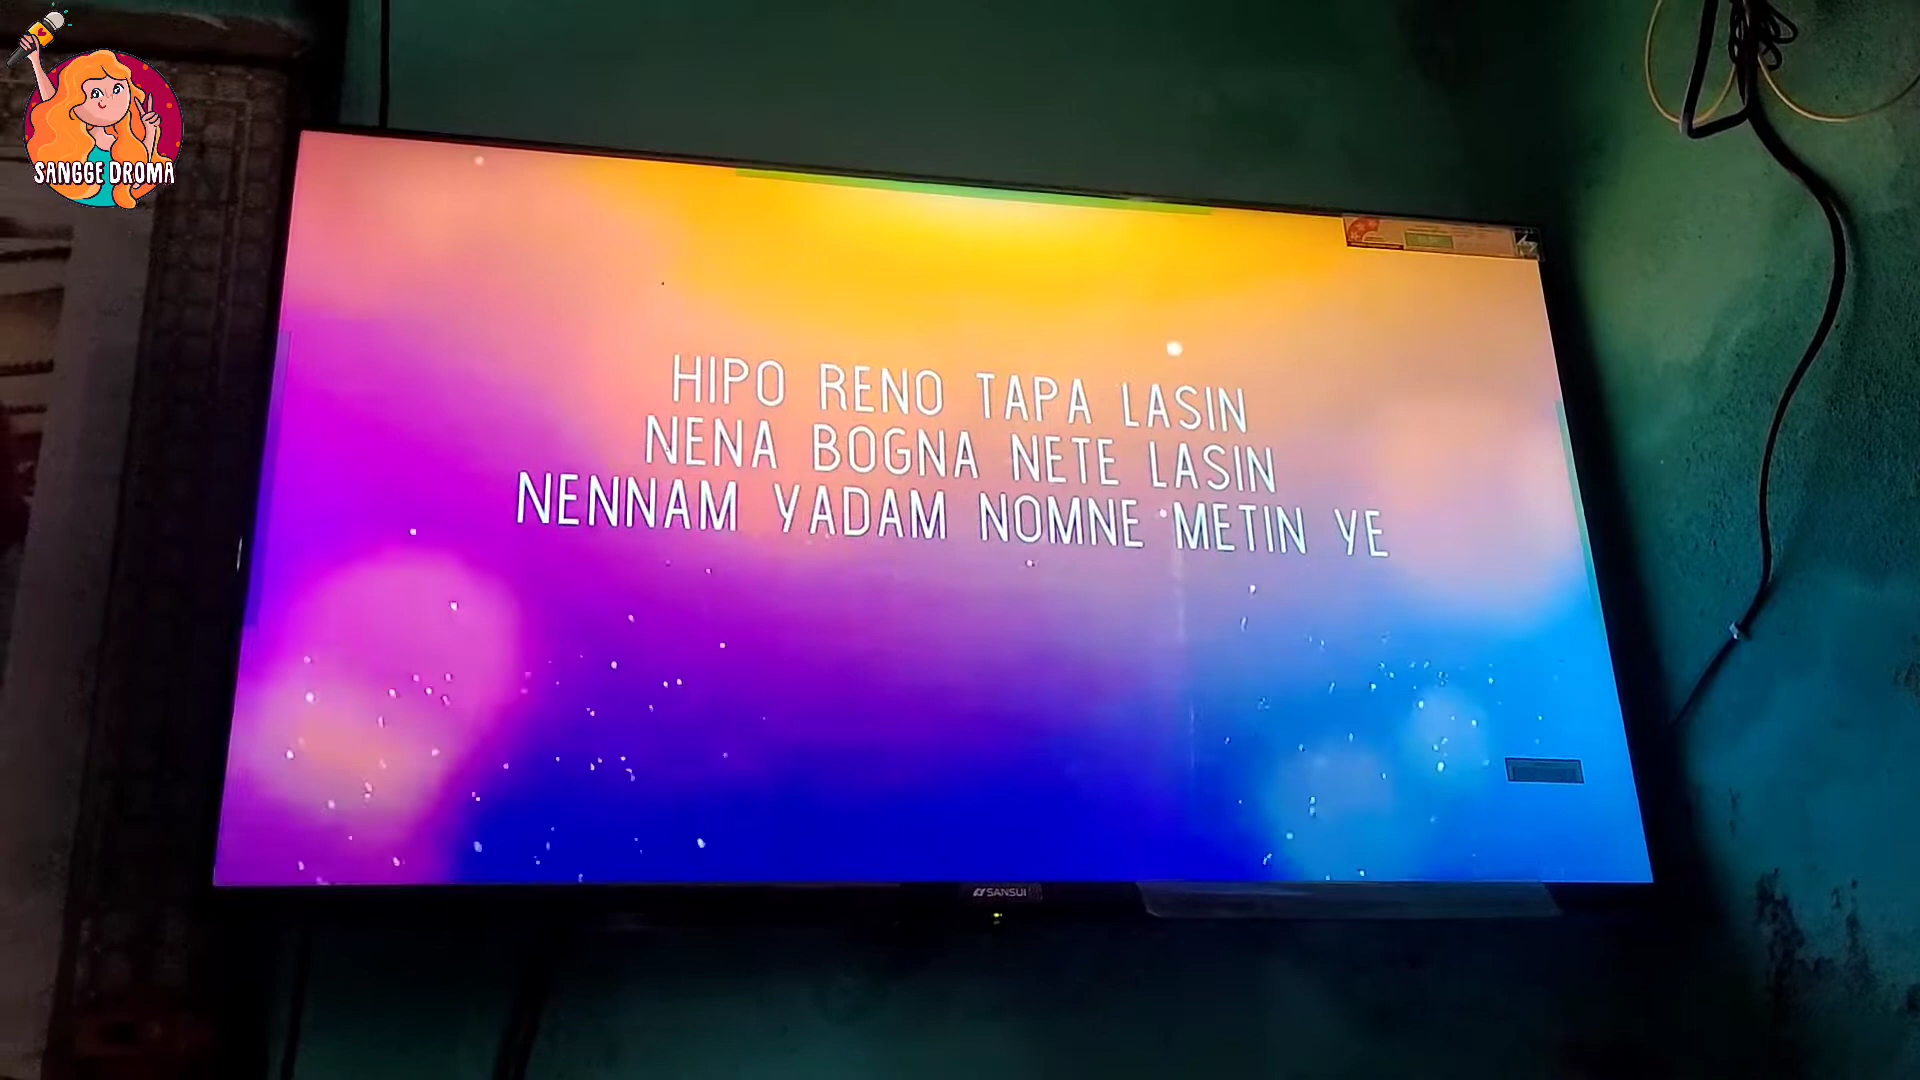 SANGGE DROMA
HIPO RENO TAPA LASIN
NENA BOGNA NETE LASIN
NENNAM YADAM NOMNE METIN YE
SANSUI